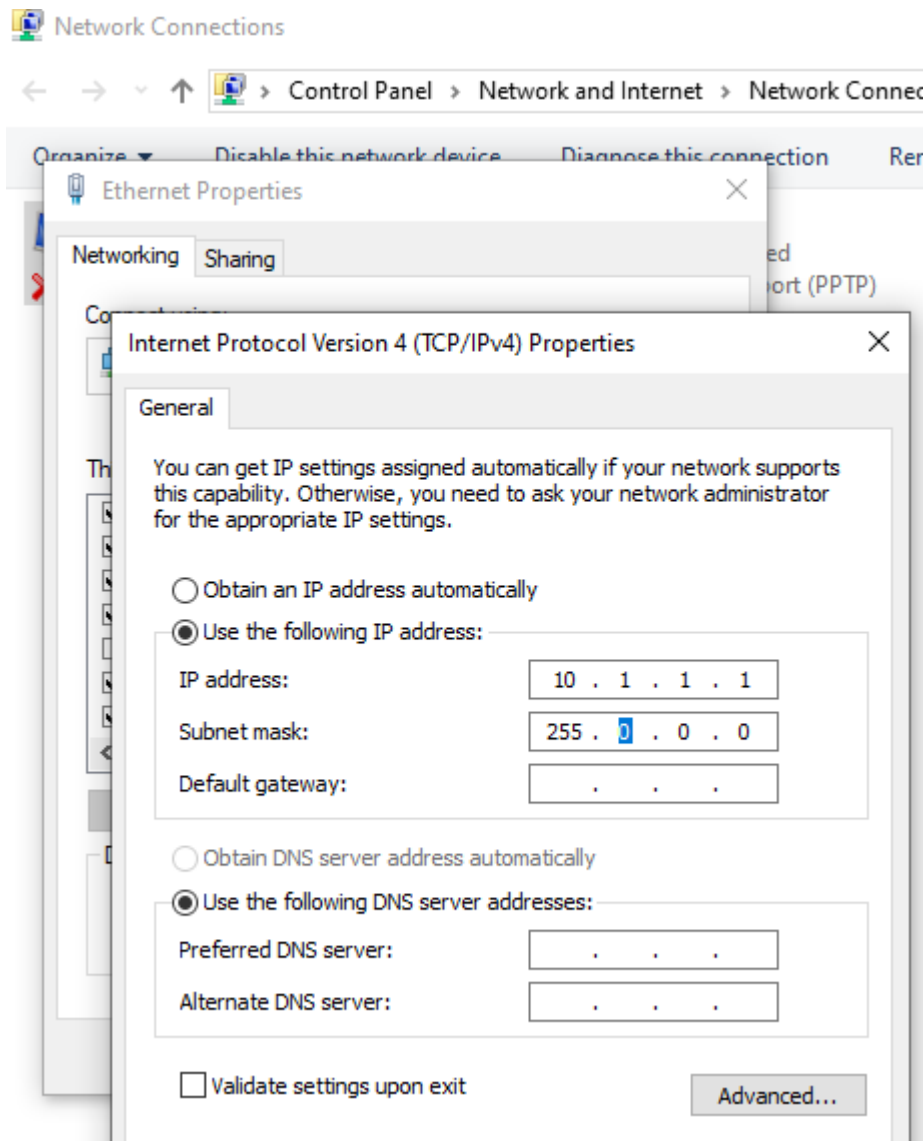 Network Connections
Control Panel > Network and Internet > Network Connec
Organize Disable this network device Diagnose this connection Rer
Ethernet Properties
Networking Sharing
ed
port (PPTP)
Connect using:
Internet Protocol Version 4 (TCP/IPv4) Properties
General
Th
You can get IP settings assigned automatically if your network supports
this capability. Otherwise, you need to ask your network administrator
for the appropriate IP settings.
Obtain an IP address automatically
Use the following IP address:
IP address: 10 . 1 . 1 . 1
Subnet mask: 255 . 0 . 0 . 0
Default gateway: . . .
Obtain DNS server address automatically
Use the following DNS server addresses:
Preferred DNS server: . . .
Alternate DNS server: . . .
Validate settings upon exit
Advanced...